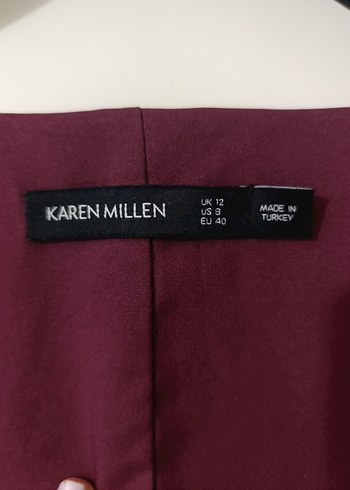 KAREN MILLEN
UK 12
US 8
EU 40
MADE IN
TURKEY